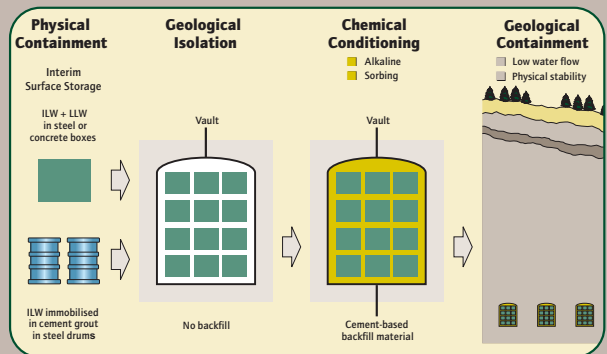 Physical
Containment
Interim
Surface Storage
ILW + LLW
in steel or
concrete boxes
ILW immobilised
in cement grout
in steel drums
Geological
Isolation
Vault
No backfill
Chemical
Conditioning
Alkaline
Sorbing
Vault
Cement-based
backfill material
Geological
Containment
Low water flow
Physical stability